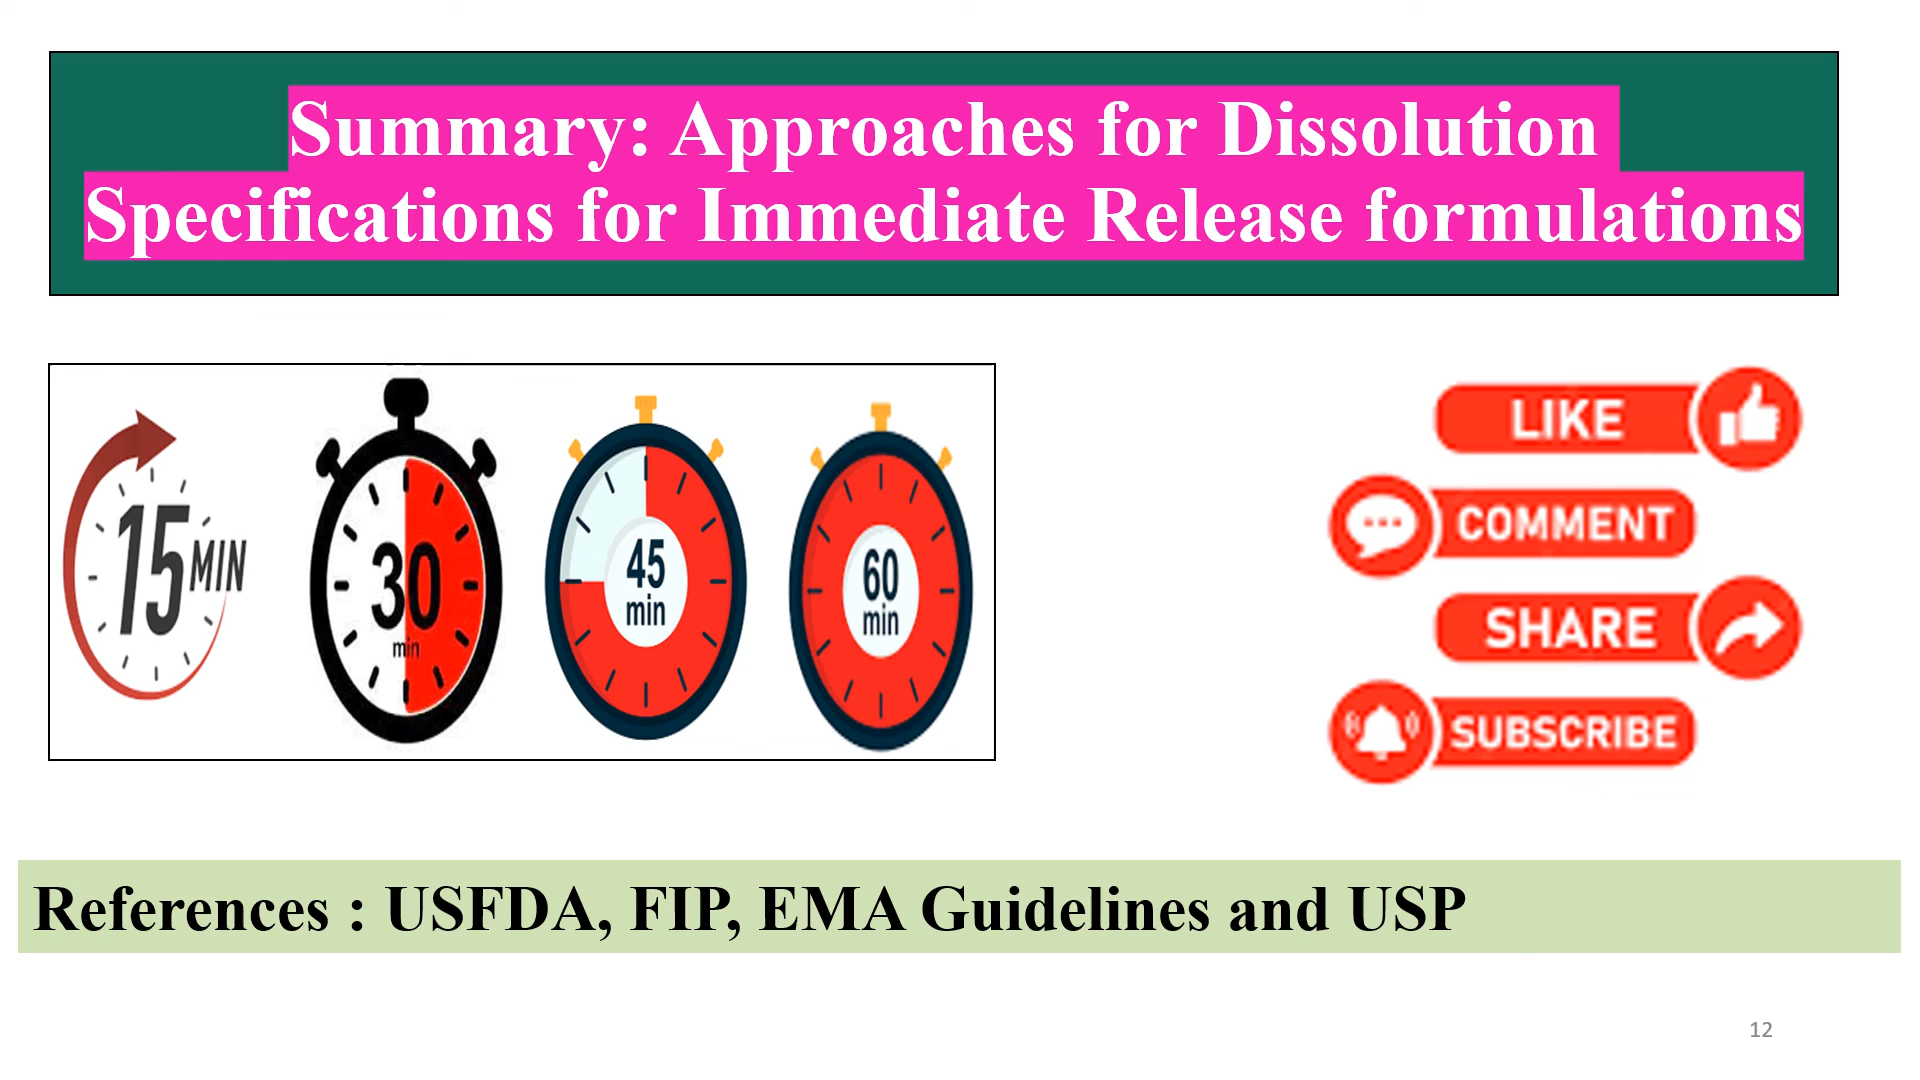 Summary: Approaches for Dissolution
Specifications for Immediate Release formulations
15 MIN
30
min
45
min
60
min
LIKE
COMMENT
SHARE
SUBSCRIBE
References : USFDA, FIP, EMA Guidelines and USP
12